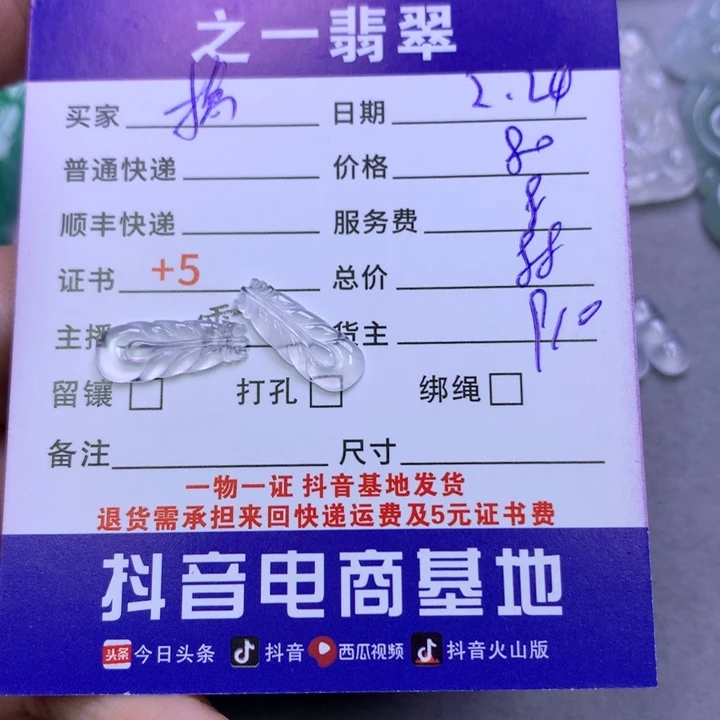 之一翡翠
买家 日期 2.24
普通快递 价格 80
顺丰快递 服务费 8
证书 +5 总价 88
主播 货主 P10
留镶 打孔 绑绳
备注 尺寸
一物一证 抖音基地发货
退货需承担来回快递运费及5元证书费
抖音电商基地
头条 今日头条 抖音 西瓜视频 抖音火山版